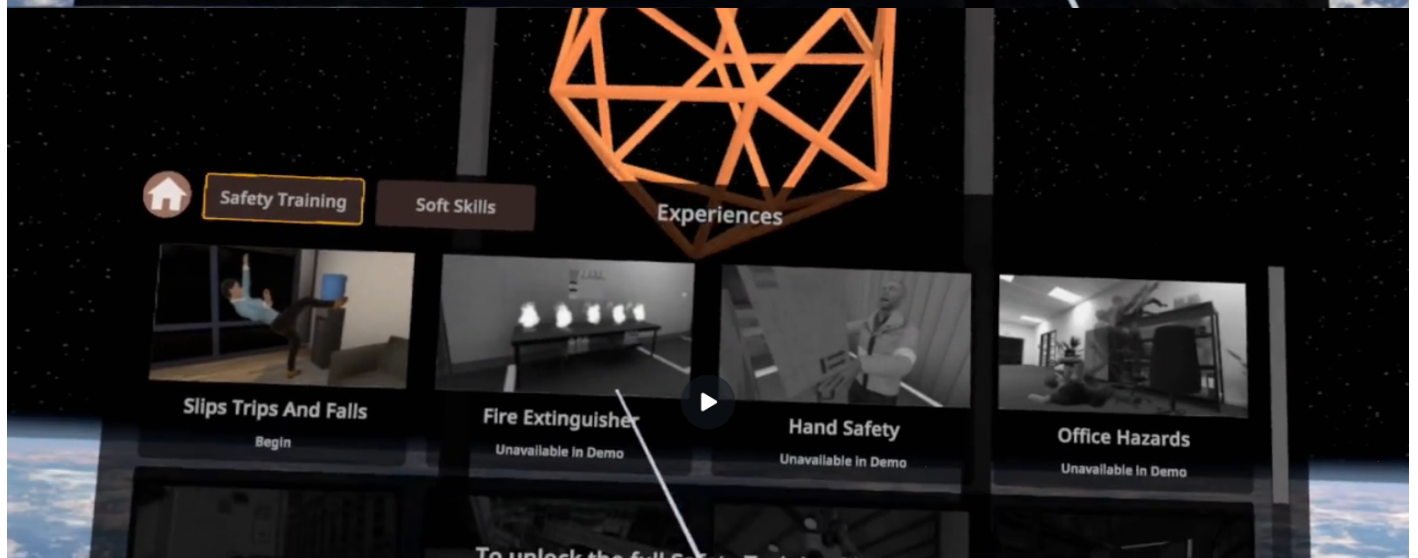 Safety Training
Soft Skills
Experiences
Slips Trips And Falls
Begin
Fire Extinguisher
Unavailable in Demo
Hand Safety
Unavailable in Demo
Office Hazards
Unavailable in Demo
To unlock the full